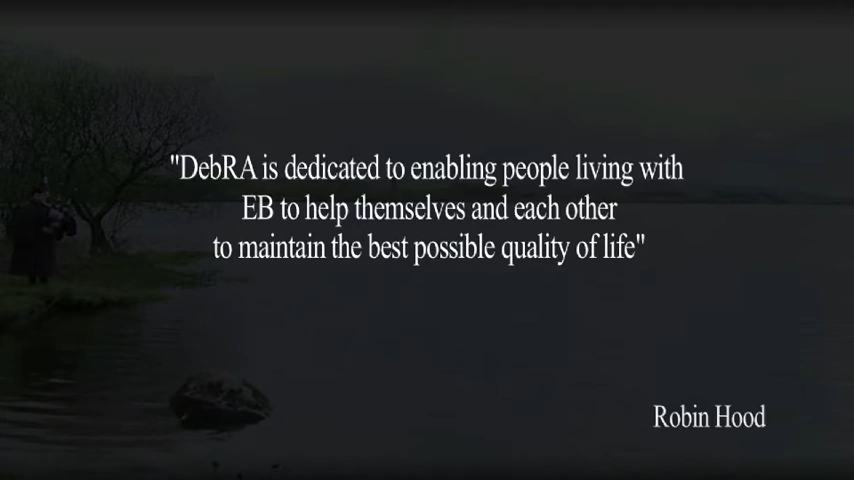 "DebRA is dedicated to enabling people living with
EB to help themselves and each other
to maintain the best possible quality of life"
Robin Hood